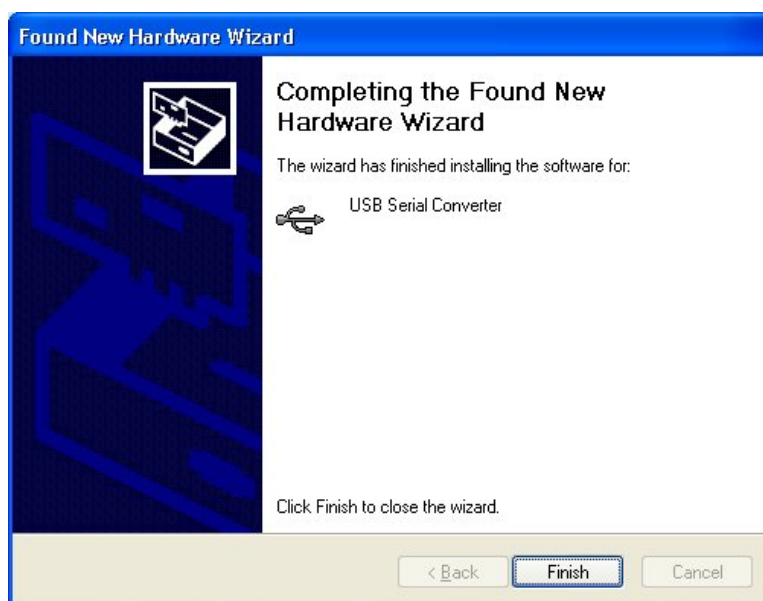 Found New Hardware Wizard
Completing the Found New
Hardware Wizard
The wizard has finished installing the software for:
USB Serial Converter
Click Finish to close the wizard.
< Back
Finish
Cancel